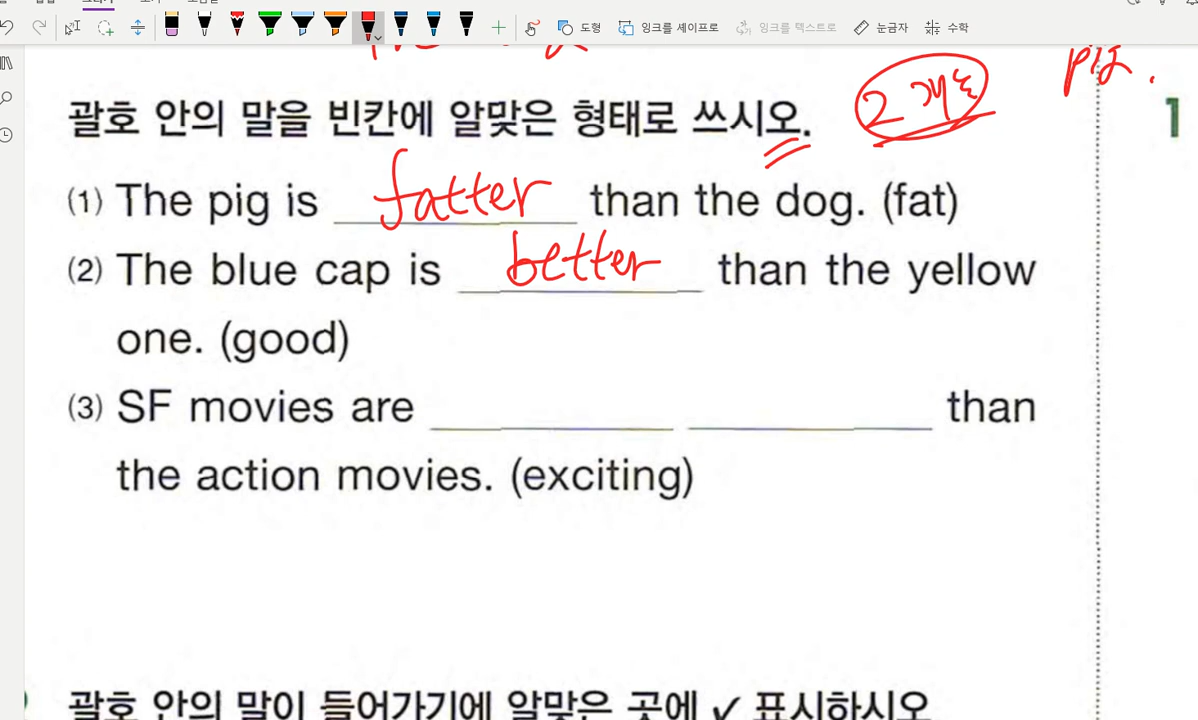 도형 잉크를 셰이프로 잉크를 텍스트로 눈금자 수학
pig.
괄호 안의 말을 빈칸에 알맞은 형태로 쓰시오. 2 개념
1
(1) The pig is fatter than the dog. (fat)
(2) The blue cap is better than the yellow
one. (good)
(3) SF movies are ____ ____ than
the action movies. (exciting)
괄호 안의 말이 들어가기에 알맞은 곳에 ✓ 표시하시오